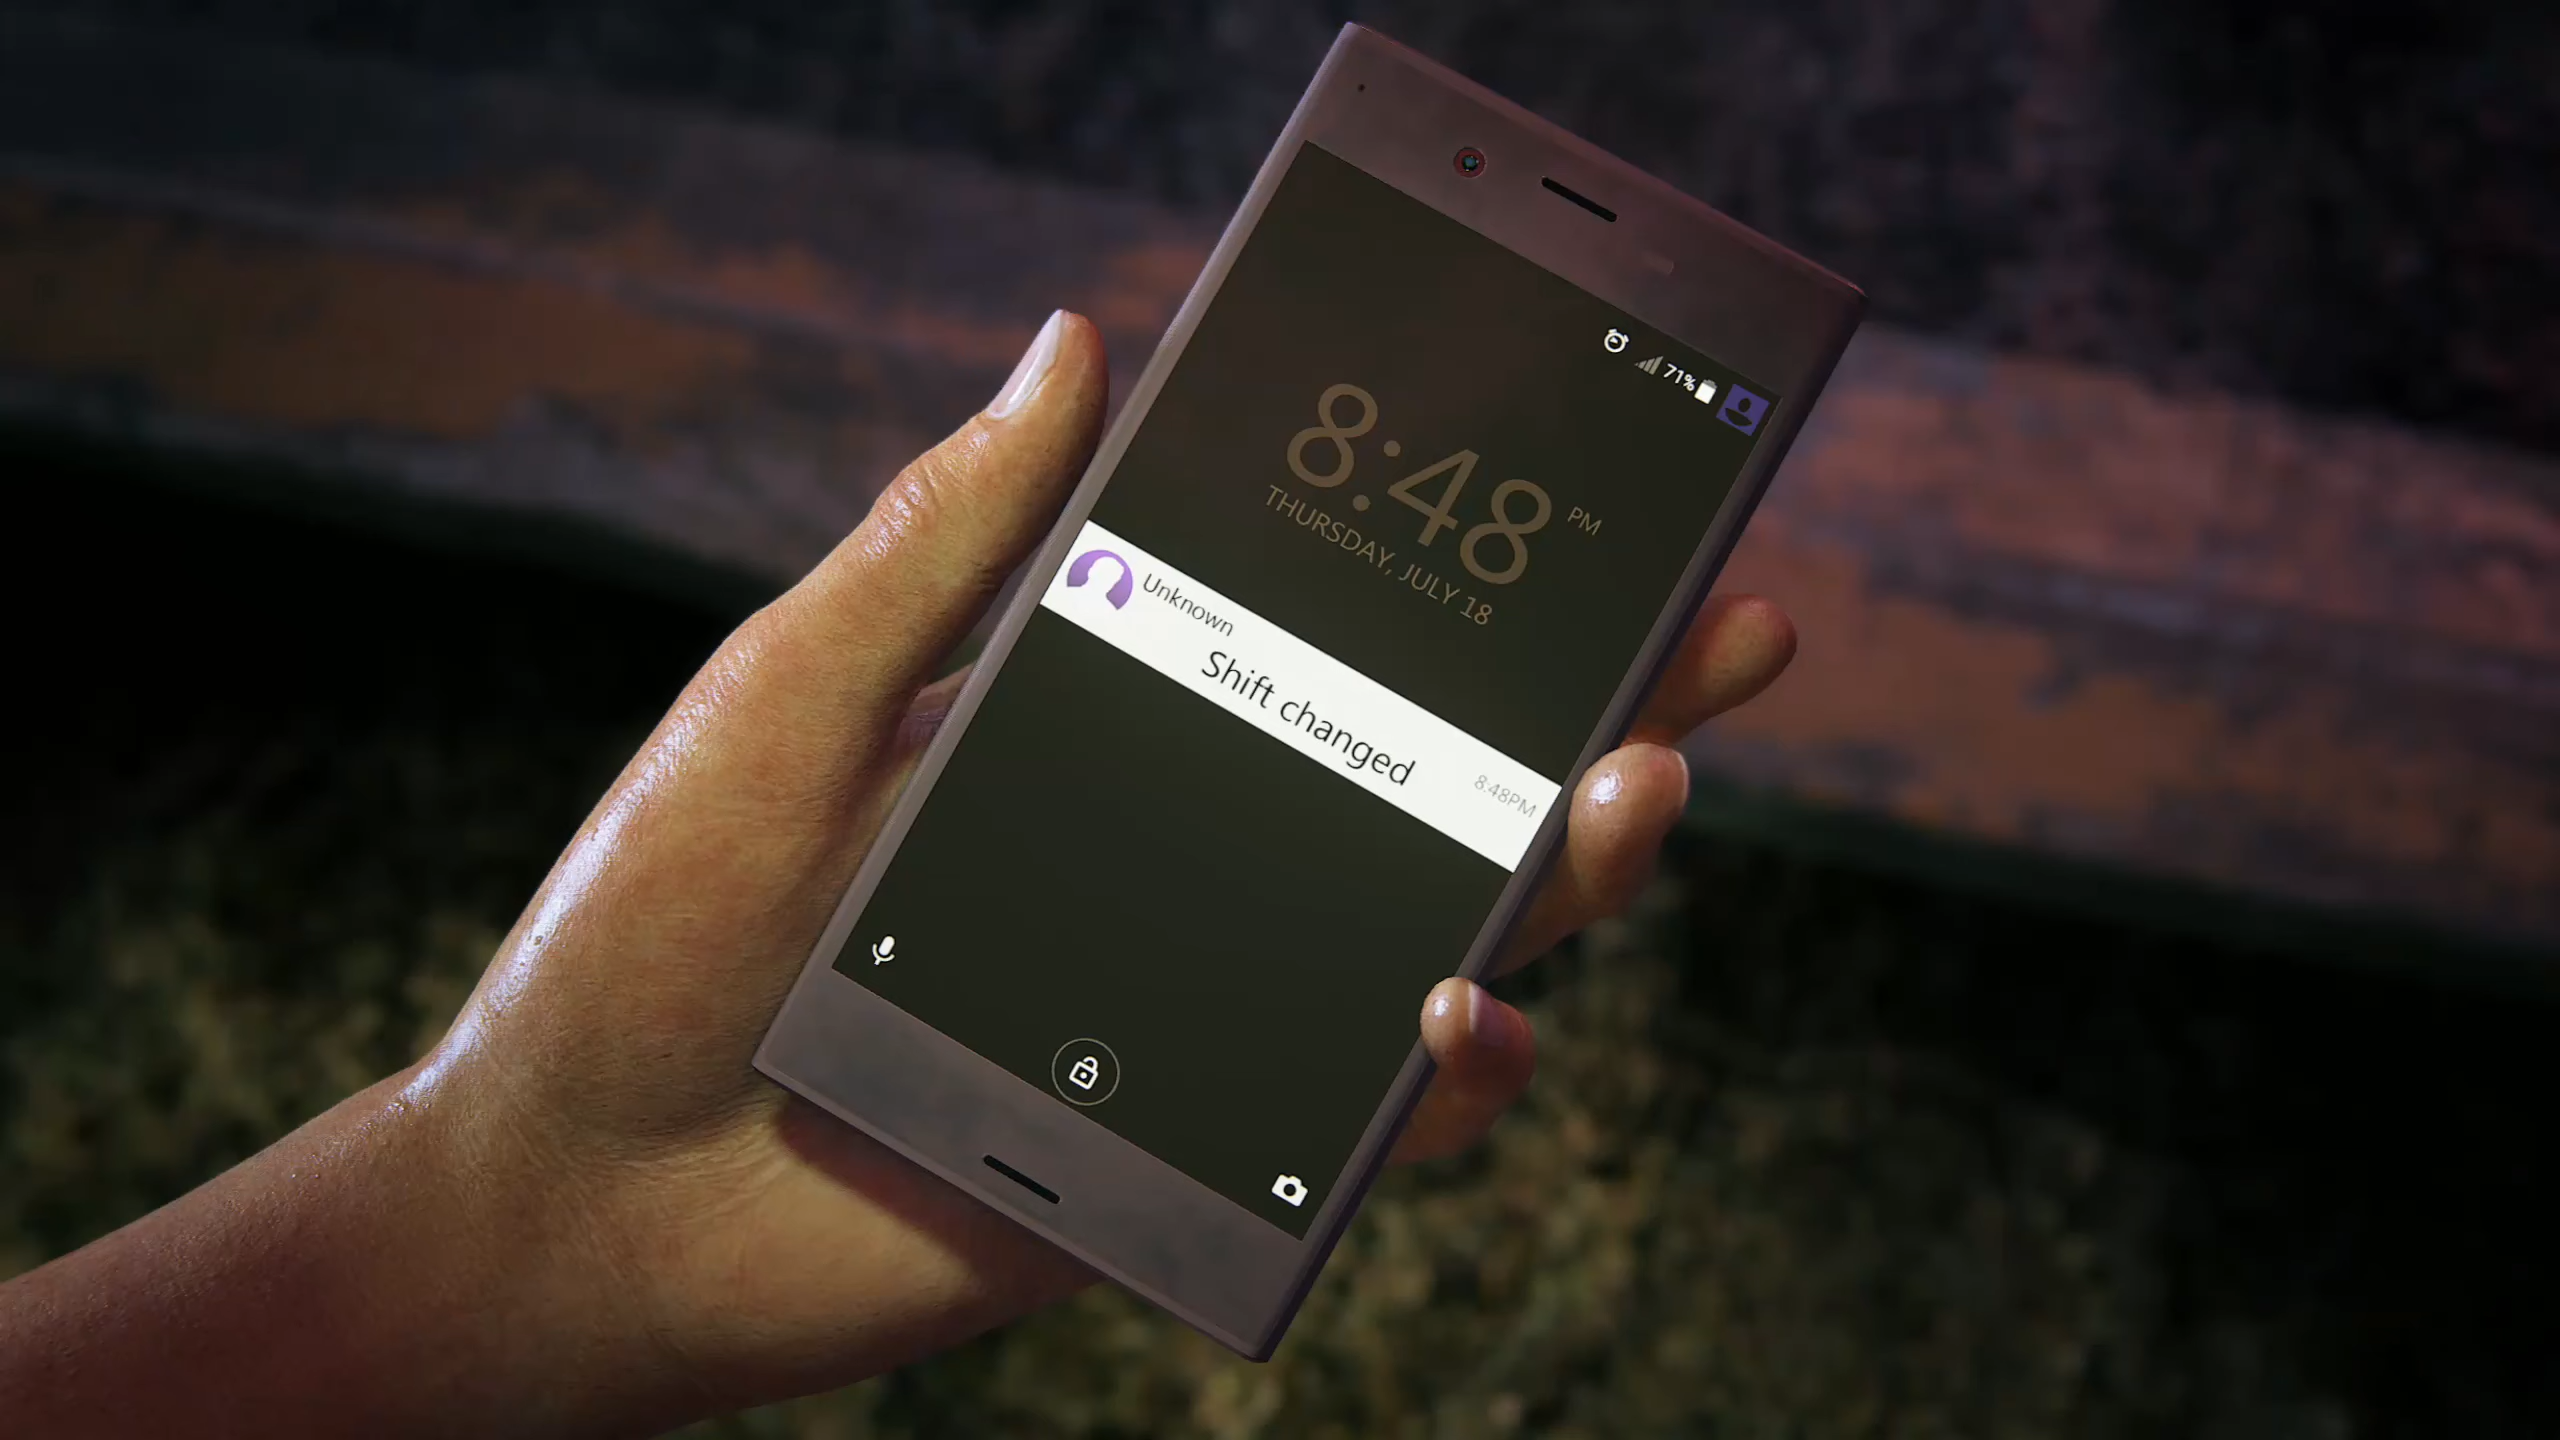 71%
8:48 PM
THURSDAY, JULY 18
Unknown
Shift changed
8:48PM